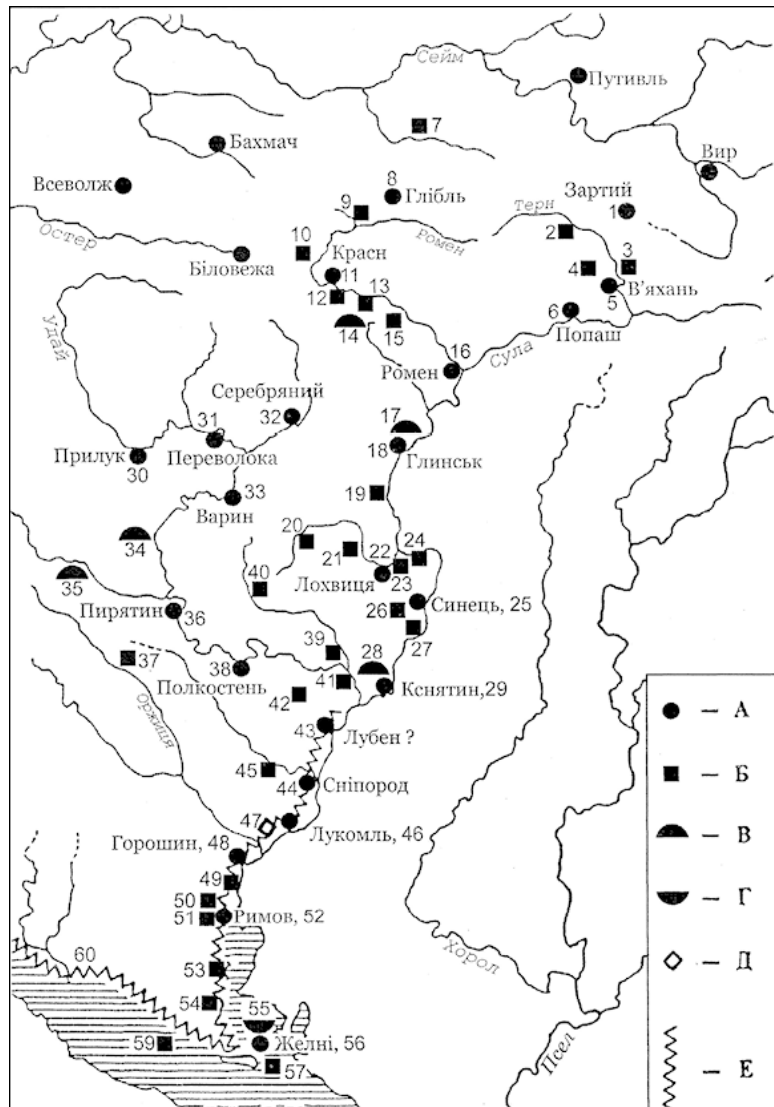 Сейм
Путивль
7
Бахмач
Вир
Всеволж
8
Глібль
Зартий
1
9
Терн
Ромен
2
Остер
10
Біловежа
Красн
11
3
4
12
13
В'яхань
5
14
15
6
Попаш
Удай
16
Ромен
Сула
Серебряний
32
17
31
18
Прилук
Переволока
Глинськ
30
33
19
Варин
34
20
21
22
24
35
40
Лохвиця
23
Пирятин
36
26
Синець, 25
27
37
39
28
38
Полкостень
41
Кснятин,29
42
Оржиця
43
Лубен ?
45
44
Сніпород
47
Лукомль, 46
Горошин, 48
49
50
51
Римов, 52
60
53
54
55
59
Желні, 56
57
Хорол
Псел
– А
– Б
– В
– Г
– Д
– Е